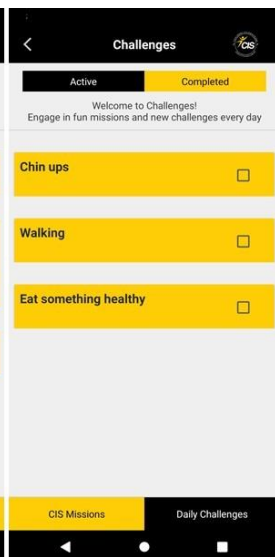 Challenges
CIS
Active Completed
Welcome to Challenges!
Engage in fun missions and new challenges every day
Chin ups
Walking
Eat something healthy
CIS Missions Daily Challenges